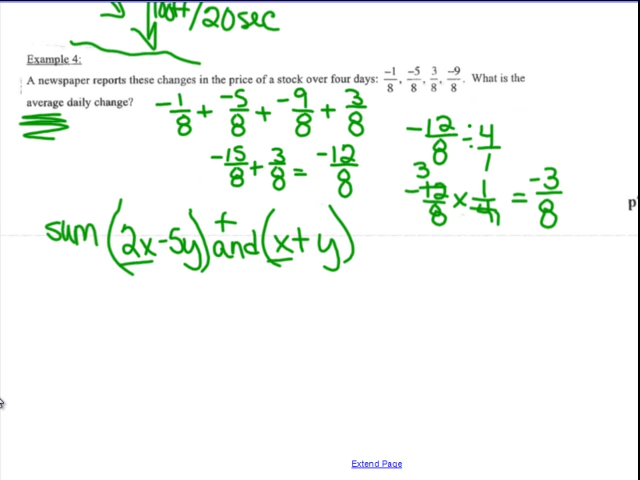 100ft/20sec
Example 4:
A newspaper reports these changes in the price of a stock over four days: -1/8, -5/8, 3/8, -9/8. What is the
average daily change?
-1/8 + -5/8 + -9/8 + 3/8
-15/8 + 3/8 = -12/8
-12/8 ÷ 4/1
3
-12/8 × 1/4 = -3/8
p
sum (2x-5y) + and (x+y)
Extend Page